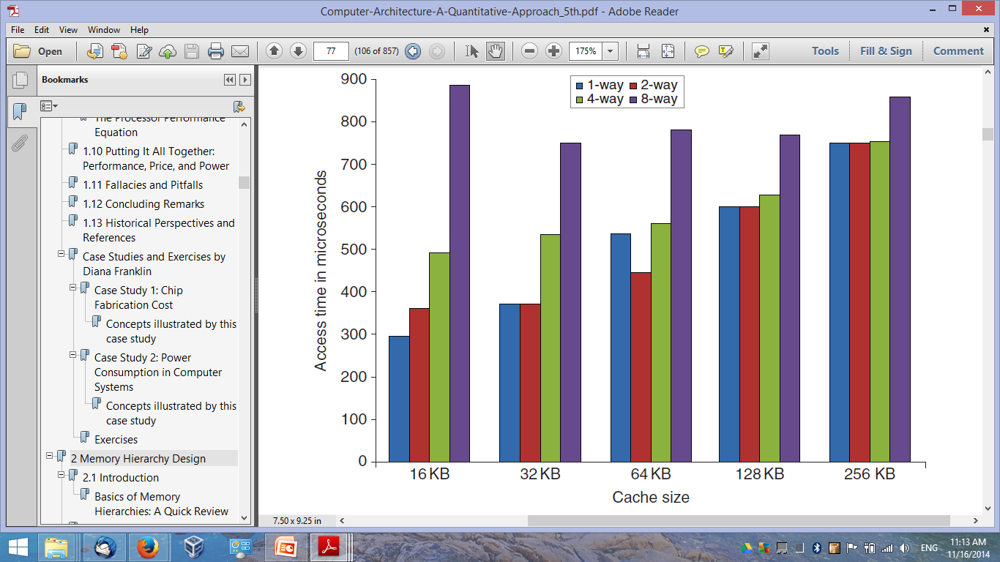 Computer-Architecture-A-Quantitative-Approach_5th.pdf - Adobe Reader
File Edit View Window Help
Open 77 (106 of 857) 175% Tools Fill & Sign Comment
Bookmarks
The Processor Performance
Equation
1.10 Putting It All Together:
Performance, Price, and Power
1.11 Fallacies and Pitfalls
1.12 Concluding Remarks
1.13 Historical Perspectives and
References
Case Studies and Exercises by
Diana Franklin
Case Study 1: Chip
Fabrication Cost
Concepts illustrated by this
case study
Case Study 2: Power
Consumption in Computer
Systems
Concepts illustrated by this
case study
Exercises
2 Memory Hierarchy Design
2.1 Introduction
Basics of Memory
Hierarchies: A Quick Review
1-way 2-way
4-way 8-way
Access time in microseconds
900
800
700
600
500
400
300
200
100
0
16 KB 32 KB 64 KB 128 KB 256 KB
Cache size
7.50 x 9.25 in
ENG
11:13 AM
11/16/2014